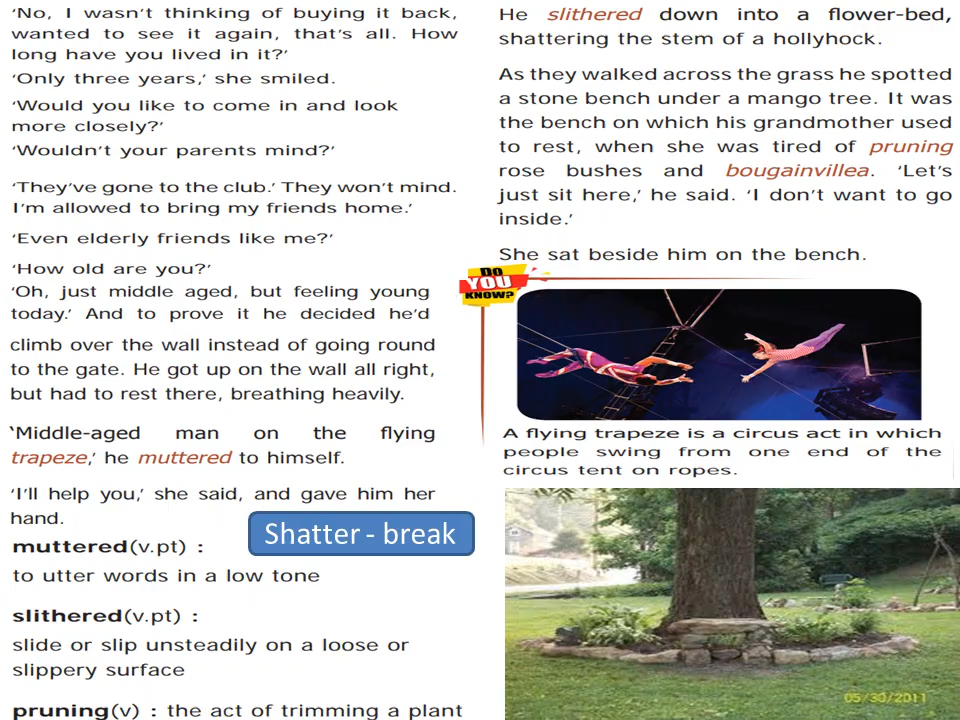 ‘No, I wasn’t thinking of buying it back,
wanted to see it again, that’s all. How
long have you lived in it?’
‘Only three years,’ she smiled.
‘Would you like to come in and look
more closely?’
‘Wouldn’t your parents mind?’
‘They’ve gone to the club.’ They won’t mind.
I’m allowed to bring my friends home.’
‘Even elderly friends like me?’
‘How old are you?’
‘Oh, just middle aged, but feeling young
today.’ And to prove it he decided he’d
climb over the wall instead of going round
to the gate. He got up on the wall all right,
but had to rest there, breathing heavily.
‘Middle-aged man on the flying
trapeze,’ he muttered to himself.
‘I’ll help you,’ she said, and gave him her
hand.
Shatter - break
muttered(v.pt) :
to utter words in a low tone
slithered(v.pt) :
slide or slip unsteadily on a loose or
slippery surface
pruning(v) : the act of trimming a plant
He slithered down into a flower-bed,
shattering the stem of a hollyhock.
As they walked across the grass he spotted
a stone bench under a mango tree. It was
the bench on which his grandmother used
to rest, when she was tired of pruning
rose bushes and bougainvillea. ‘Let’s
just sit here,’ he said. ‘I don’t want to go
inside.’
She sat beside him on the bench.
DO
YOU
KNOW?
A flying trapeze is a circus act in which
people swing from one end of the
circus tent on ropes.
05/30/2011